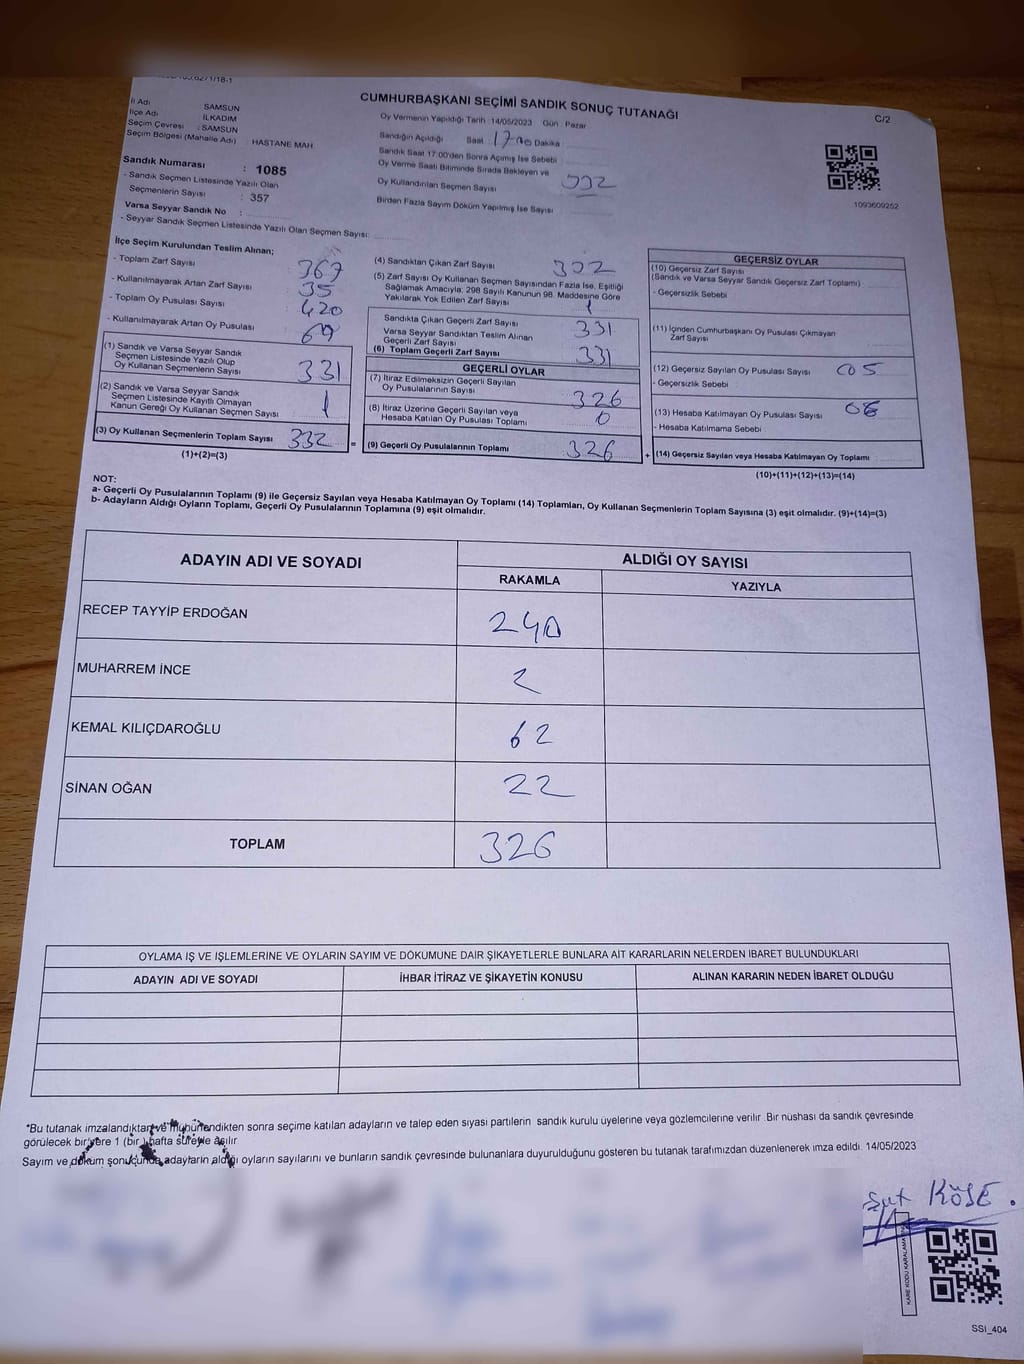 CUMHURBAŞKANI SEÇİMİ SANDIK SONUÇ TUTANAĞI
C/2
İl Adı SAMSUN
İlçe Adı İLKADIM
Seçim Çevresi : SAMSUN
Seçim Bölgesi (Mahalle Adı) HASTANE MAH
Sandık Numarası : 1085
- Sandık Seçmen Listesinde Yazılı Olan
Seçmenlerin Sayısı : 357
Varsa Seyyar Sandık No :
- Seyyar Sandık Seçmen Listesinde Yazılı Olan Seçmen Sayısı:
Oy Vermenin Yapıldığı Tarih :14/05/2023 Gün : Pazar
Sandığın Açıldığı Saat 17 00 Dakika
Sandık Saat 17:00'den Sonra Açılmış İse Sebebi
Oy Verme Saati Bitiminde Sırada Bekleyen ve
Oy Kullandırılan Seçmen Sayısı 332
Birden Fazla Sayım Döküm Yapılmış İse Sayısı
1093609252
İlçe Seçim Kurulundan Teslim Alınan;
- Toplam Zarf Sayısı 367
- Kullanılmayarak Artan Zarf Sayısı 35
- Toplam Oy Pusulası Sayısı 420
- Kullanılmayarak Artan Oy Pusulası
(1) Sandık ve Varsa Seyyar Sandık
Seçmen Listesinde Yazılı Olup
Oy Kullanan Seçmenlerin Sayısı 331
(2) Sandık ve Varsa Seyyar Sandık
Seçmen Listesinde Kayıtlı Olmayan
Kanun Gereği Oy Kullanan Seçmen Sayısı 1
(3) Oy Kullanan Seçmenlerin Toplam Sayısı 332 =
(1)+(2)=(3)
(4) Sandıktan Çıkan Zarf Sayısı 332
(5) Zarf Sayısı Oy Kullanan Seçmen Sayısından Fazla İse, Eşitliği
Sağlamak Amacıyla, 298 Sayılı Kanunun 98. Maddesine Göre
Yakılarak Yok Edilen Zarf Sayısı 1
Sandıkta Çıkan Geçerli Zarf Sayısı 331
Varsa Seyyar Sandıktan Teslim Alınan
Geçerli Zarf Sayısı
(6) Toplam Geçerli Zarf Sayısı 331
GEÇERLİ OYLAR
(7) İtiraz Edilmeksizin Geçerli Sayılan
Oy Pusulalarının Sayısı 326
(8) İtiraz Üzerine Geçerli Sayılan veya
Hesaba Katılan Oy Pusulası Toplamı 0
(9) Geçerli Oy Pusulalarının Toplamı 326 +
GEÇERSİZ OYLAR
(10) Geçersiz Zarf Sayısı
(Sandık ve Varsa Seyyar Sandık Geçersiz Zarf Toplamı)
- Geçersizlik Sebebi
(11) İçinden Cumhurbaşkanı Oy Pusulası Çıkmayan
Zarf Sayısı
(12) Geçersiz Sayılan Oy Pusulası Sayısı 05
- Geçersizlik Sebebi
(13) Hesaba Katılmayan Oy Pusulası Sayısı
- Hesaba Katılmama Sebebi
(14) Geçersiz Sayılan veya Hesaba Katılmayan Oy Toplamı
(10)+(11)+(12)+(13)=(14)
NOT:
a- Geçerli Oy Pusulalarının Toplamı (9) ile Geçersiz Sayılan veya Hesaba Katılmayan Oy Toplamı (14) Toplamları, Oy Kullanan Seçmenlerin Toplam Sayısına (3) eşit olmalıdır. (9)+(14)=(3)
b- Adayların Aldığı Oyların Toplamı, Geçerli Oy Pusulalarının Toplamına (9) eşit olmalıdır.
ADAYIN ADI VE SOYADI ALDIĞI OY SAYISI
RAKAMLA YAZIYLA
RECEP TAYYİP ERDOĞAN 240
MUHARREM İNCE 2
KEMAL KILIÇDAROĞLU 62
SİNAN OĞAN 22
TOPLAM 326
OYLAMA İŞ VE İŞLEMLERİNE VE OYLARIN SAYIM VE DÖKÜMÜNE DAİR ŞİKAYETLERLE BUNLARA AİT KARARLARIN NELERDEN İBARET BULUNDUKLARI
ADAYIN ADI VE SOYADI İHBAR İTİRAZ VE ŞİKAYETİN KONUSU ALINAN KARARIN NEDEN İBARET OLDUĞU
*Bu tutanak imzalandıktan ve mühürlendikten sonra seçime katılan adayların ve talep eden siyasi partilerin sandık kurulu üyelerine veya gözlemcilerine verilir. Bir nüshası da sandık çevresinde
görülecek bir yere 1 (bir) hafta süreyle asılır
Sayım ve döküm sonucunda adayların aldığı oyların sayılarını ve bunların sandık çevresinde bulunanlara duyurulduğunu gösteren bu tutanak tarafımızdan düzenlenerek imza edildi. 14/05/2023
KÖSE
KARE KODU KARALAMA
SSI_404